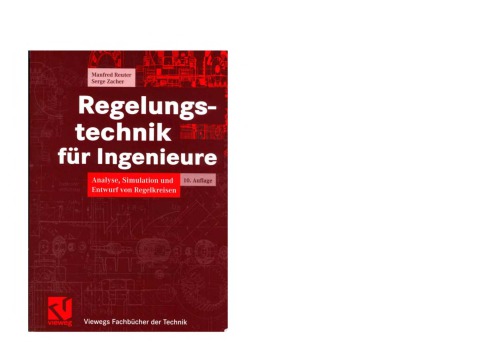 Manfred Reuter
Serge Zacher
Regelungs-
technik
für Ingenieure
Analyse, Simulation und
Entwurf von Regelkreisen
10. Auflage
vieweg
Viewegs Fachbücher der Technik